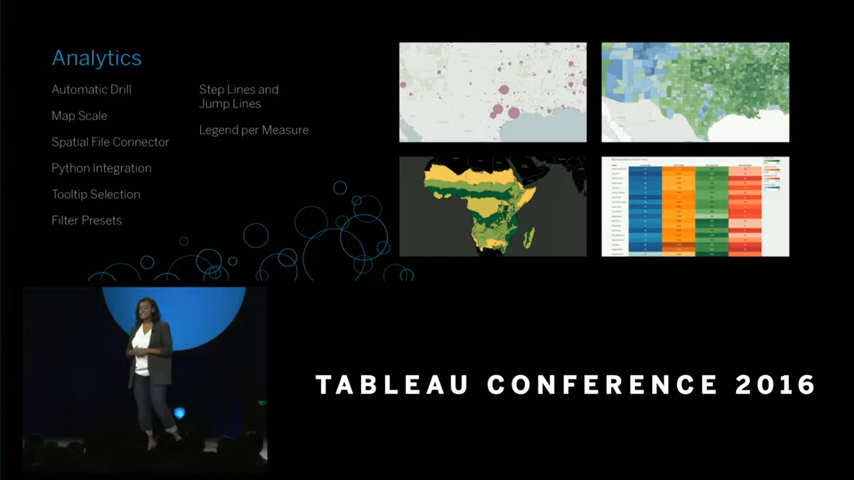 Analytics
Automatic Drill
Map Scale
Spatial File Connector
Python Integration
Tooltip Selection
Filter Presets
Step Lines and
Jump Lines
Legend per Measure
TABLEAU CONFERENCE 2016